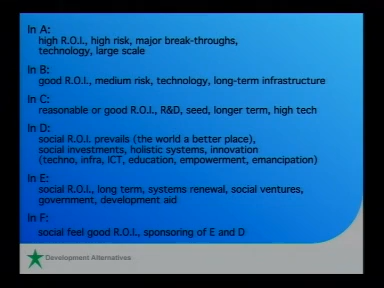 In A:
high R.O.I., high risk, major break-throughs,
technology, large scale
In B:
good R.O.I., medium risk, technology, long-term infrastructure
In C:
reasonable or good R.O.I., R&D, seed, longer term, high tech
In D:
social R.O.I. prevails (the world a better place),
social investments, holistic systems, innovation
(techno, infra, ICT, education, empowerment, emancipation)
In E:
social R.O.I., long term, systems renewal, social ventures,
government, development aid
In F:
social feel good R.O.I., sponsoring of E and D
Development Alternatives